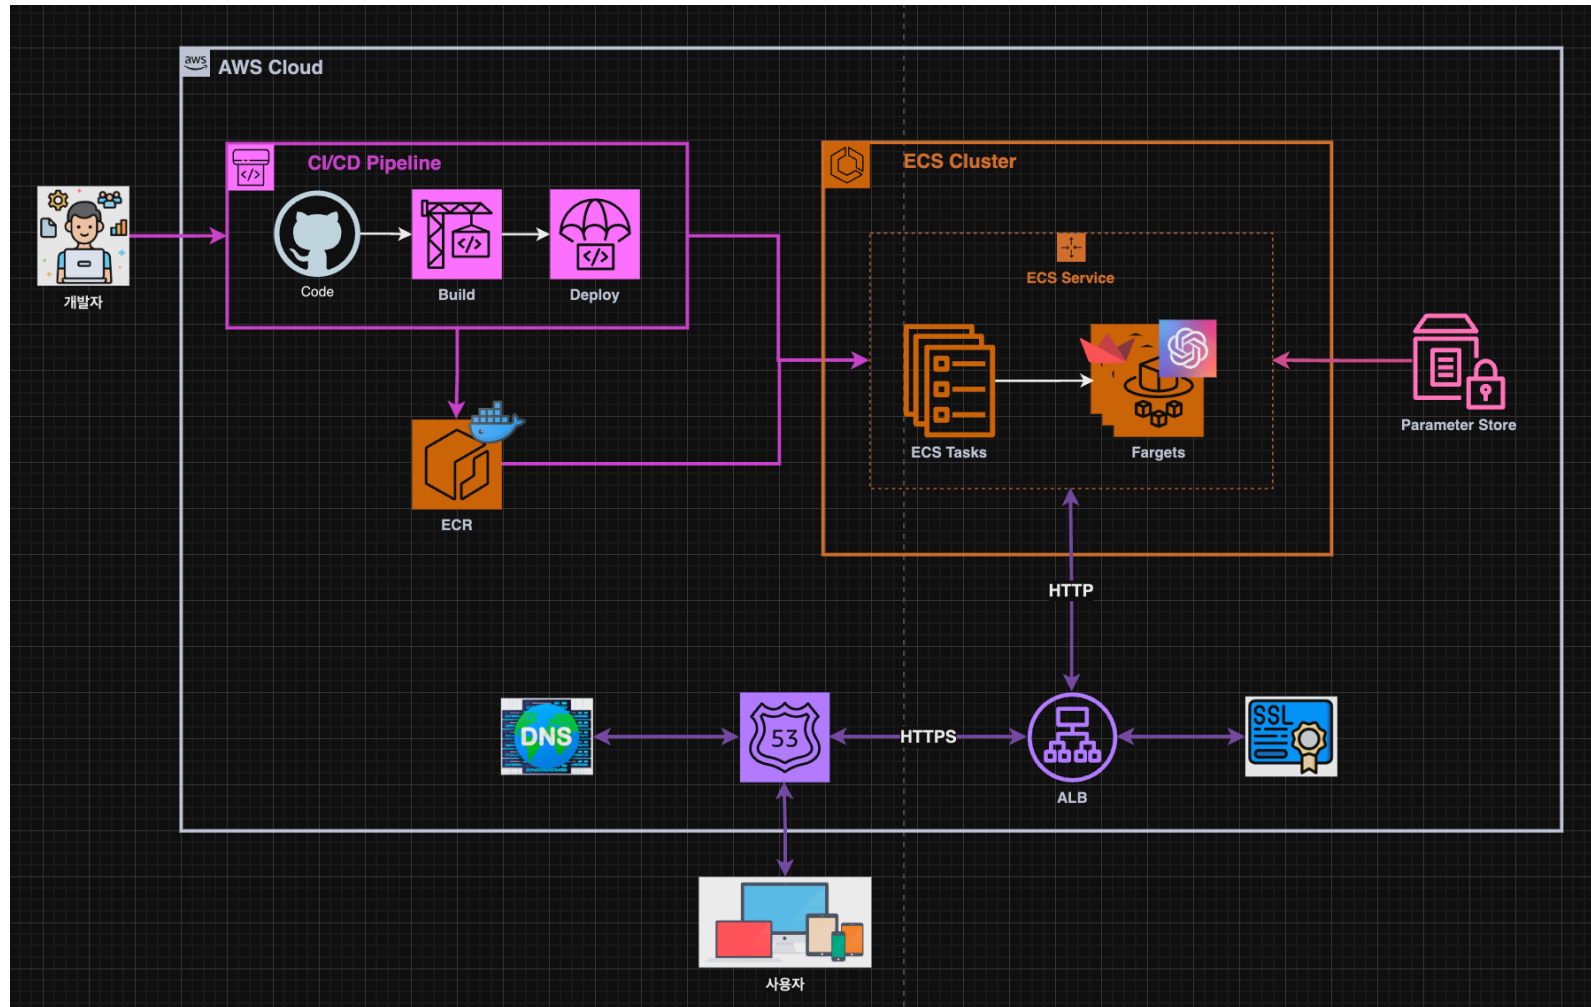 aws
AWS Cloud
CI/CD Pipeline
Code
Build
Deploy
개발자
ECR
ECS Cluster
ECS Service
ECS Tasks
Fargets
Parameter Store
HTTP
DNS
53
HTTPS
ALB
SSL
사용자